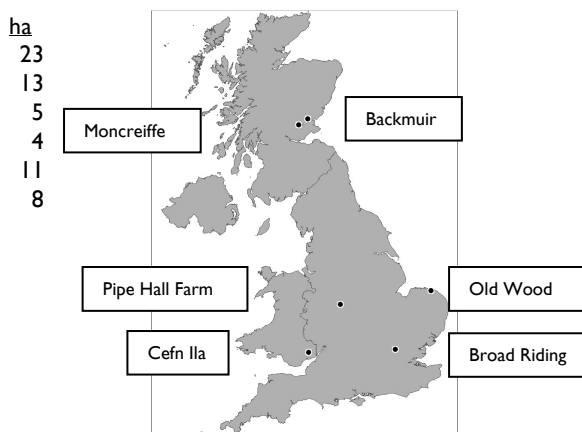 ha
23
13
5
4
11
8
Moncreiffe
Backmuir
Pipe Hall Farm
Old Wood
Cefn Ila
Broad Riding